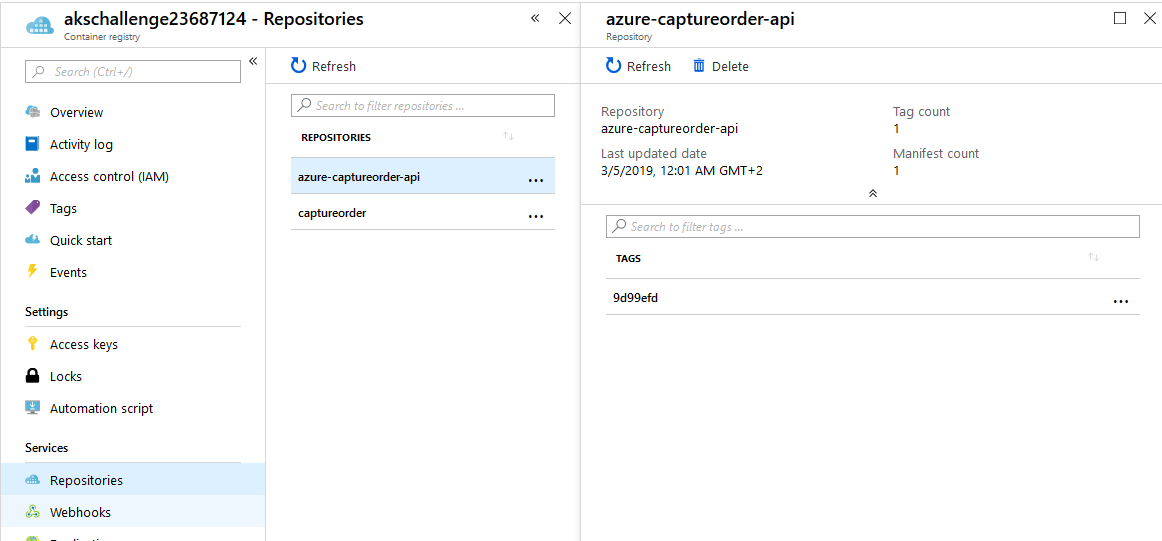 akschallenge23687124 - Repositories
Container registry
Search (Ctrl+/)
Overview
Activity log
Access control (IAM)
Tags
Quick start
Events
Settings
Access keys
Locks
Automation script
Services
Repositories
Webhooks
Refresh
Search to filter repositories ...
REPOSITORIES
azure-captureorder-api
captureorder
azure-captureorder-api
Repository
Refresh
Delete
Repository
azure-captureorder-api
Tag count
1
Last updated date
3/5/2019, 12:01 AM GMT+2
Manifest count
1
Search to filter tags ...
TAGS
9d99efd